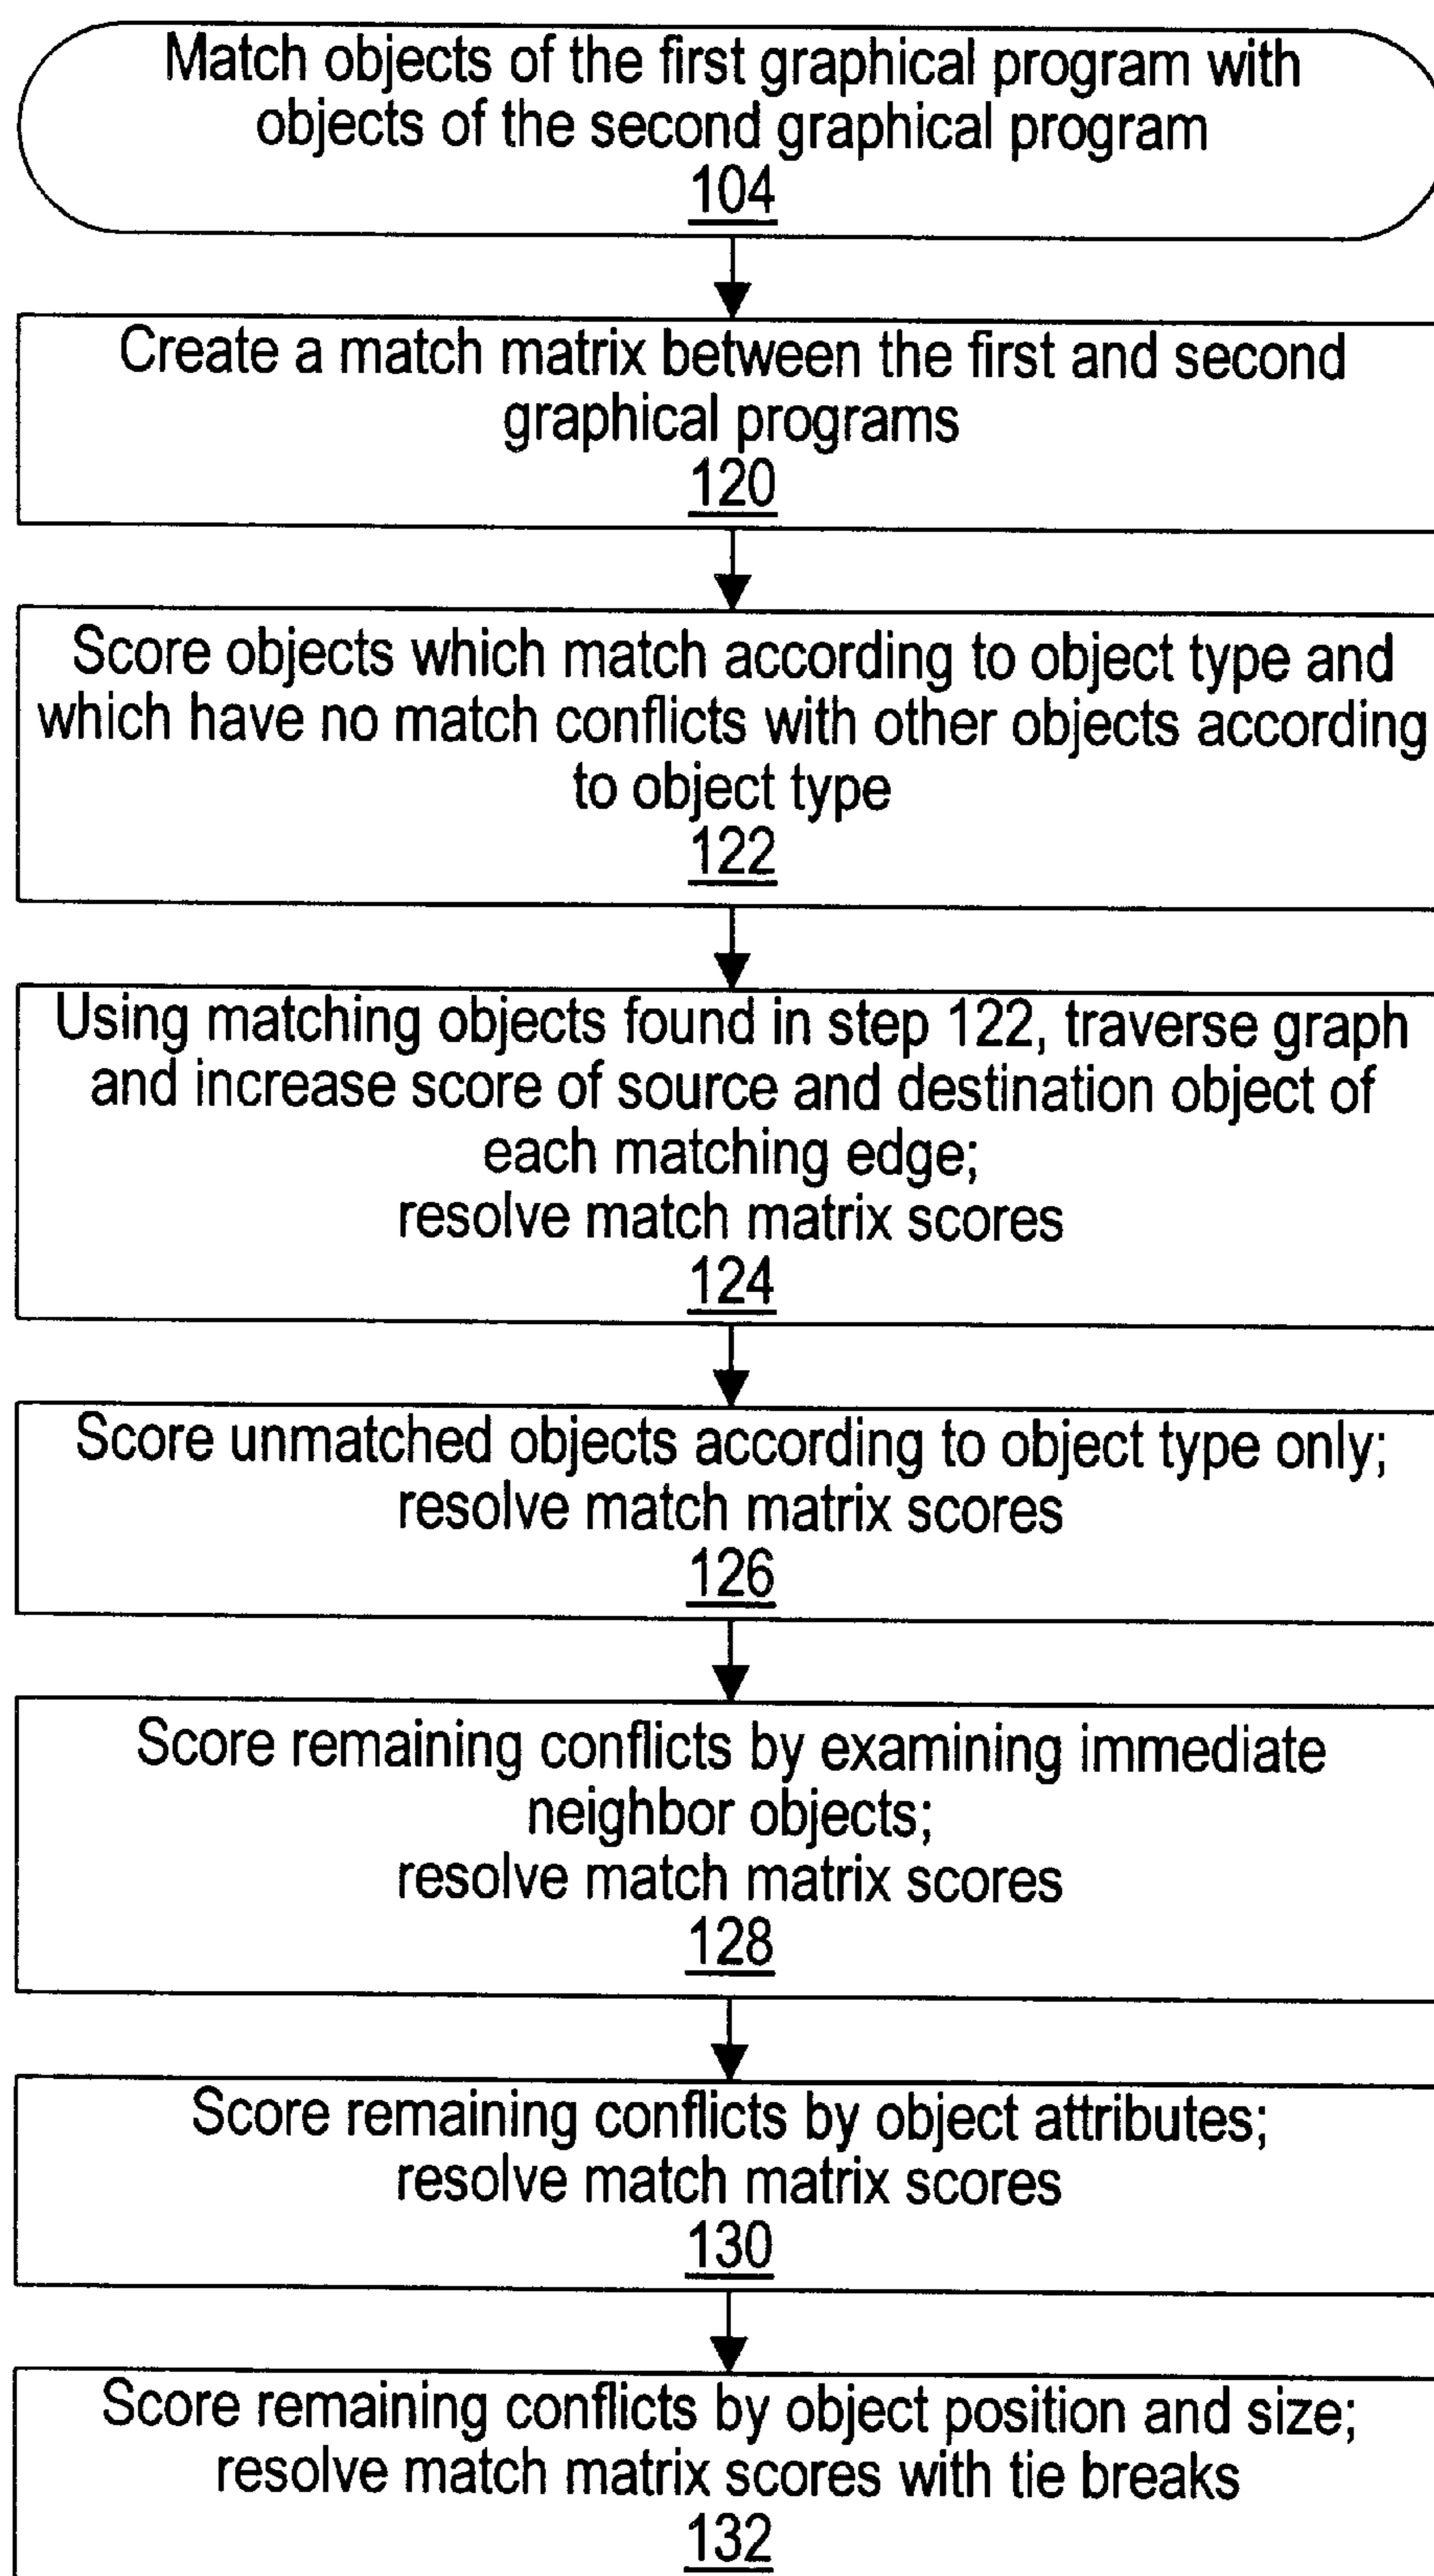 Match objects of the first graphical program with
objects of the second graphical program
104
Create a match matrix between the first and second
graphical programs
120
Score objects which match according to object type and
which have no match conflicts with other objects according
to object type
122
Using matching objects found in step 122, traverse graph
and increase score of source and destination object of
each matching edge;
resolve match matrix scores
124
Score unmatched objects according to object type only;
resolve match matrix scores
126
Score remaining conflicts by examining immediate
neighbor objects;
resolve match matrix scores
128
Score remaining conflicts by object attributes;
resolve match matrix scores
130
Score remaining conflicts by object position and size;
resolve match matrix scores with tie breaks
132